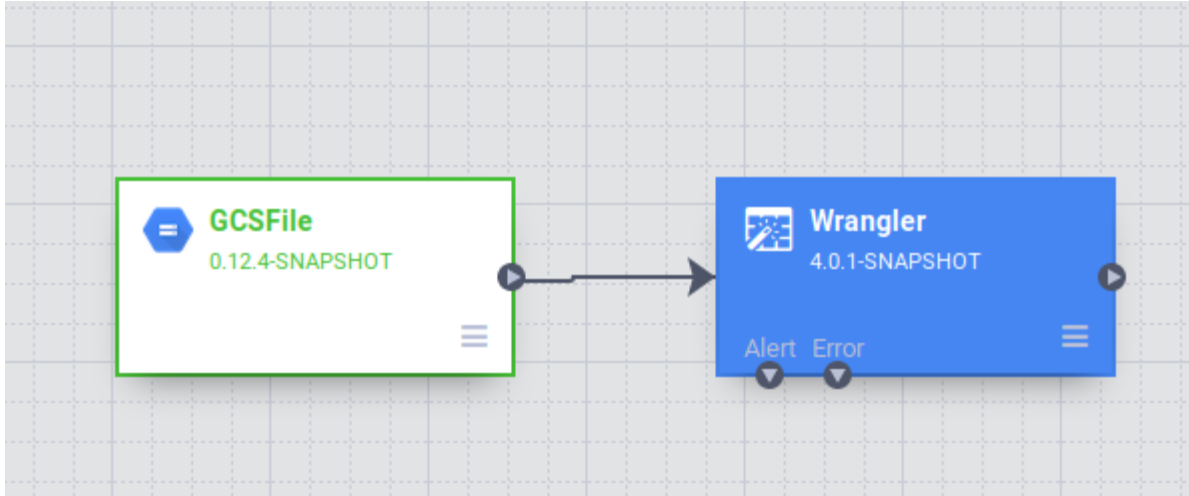 GCSFile
0.12.4-SNAPSHOT
Wrangler
4.0.1-SNAPSHOT
Alert Error